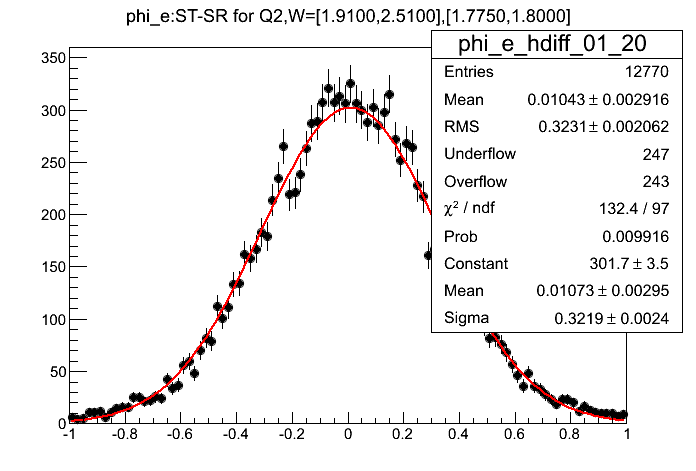 phi_e:ST-SR for Q2,W=[1.9100,2.5100],[1.7750,1.8000]
phi_e_hdiff_01_20
Entries 12770
Mean 0.01043 ± 0.002916
RMS 0.3231 ± 0.002062
Underflow 247
Overflow 243
χ² / ndf 132.4 / 97
Prob 0.009916
Constant 301.7 ± 3.5
Mean 0.01073 ± 0.00295
Sigma 0.3219 ± 0.0024
350
300
250
200
150
100
50
0
-1 -0.8 -0.6 -0.4 -0.2 0 0.2 0.4 0.6 0.8 1